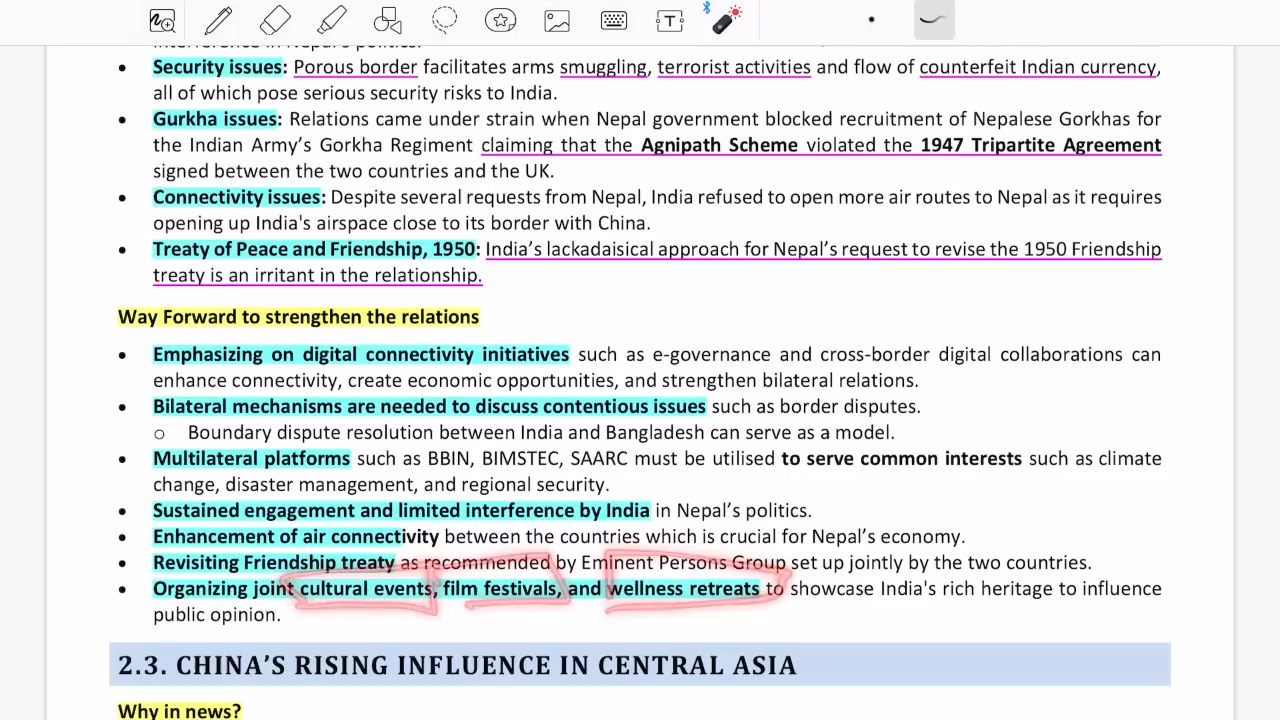 interference in Nepal's politics.
• Security issues: Porous border facilitates arms smuggling, terrorist activities and flow of counterfeit Indian currency,
all of which pose serious security risks to India.
• Gurkha issues: Relations came under strain when Nepal government blocked recruitment of Nepalese Gorkhas for
the Indian Army’s Gorkha Regiment claiming that the Agnipath Scheme violated the 1947 Tripartite Agreement
signed between the two countries and the UK.
• Connectivity issues: Despite several requests from Nepal, India refused to open more air routes to Nepal as it requires
opening up India's airspace close to its border with China.
• Treaty of Peace and Friendship, 1950: India’s lackadaisical approach for Nepal’s request to revise the 1950 Friendship
treaty is an irritant in the relationship.
Way Forward to strengthen the relations
• Emphasizing on digital connectivity initiatives such as e-governance and cross-border digital collaborations can
enhance connectivity, create economic opportunities, and strengthen bilateral relations.
• Bilateral mechanisms are needed to discuss contentious issues such as border disputes.
o Boundary dispute resolution between India and Bangladesh can serve as a model.
• Multilateral platforms such as BBIN, BIMSTEC, SAARC must be utilised to serve common interests such as climate
change, disaster management, and regional security.
• Sustained engagement and limited interference by India in Nepal’s politics.
• Enhancement of air connectivity between the countries which is crucial for Nepal’s economy.
• Revisiting Friendship treaty as recommended by Eminent Persons Group set up jointly by the two countries.
• Organizing joint cultural events, film festivals, and wellness retreats to showcase India's rich heritage to influence
public opinion.
2.3. CHINA’S RISING INFLUENCE IN CENTRAL ASIA
Why in news?